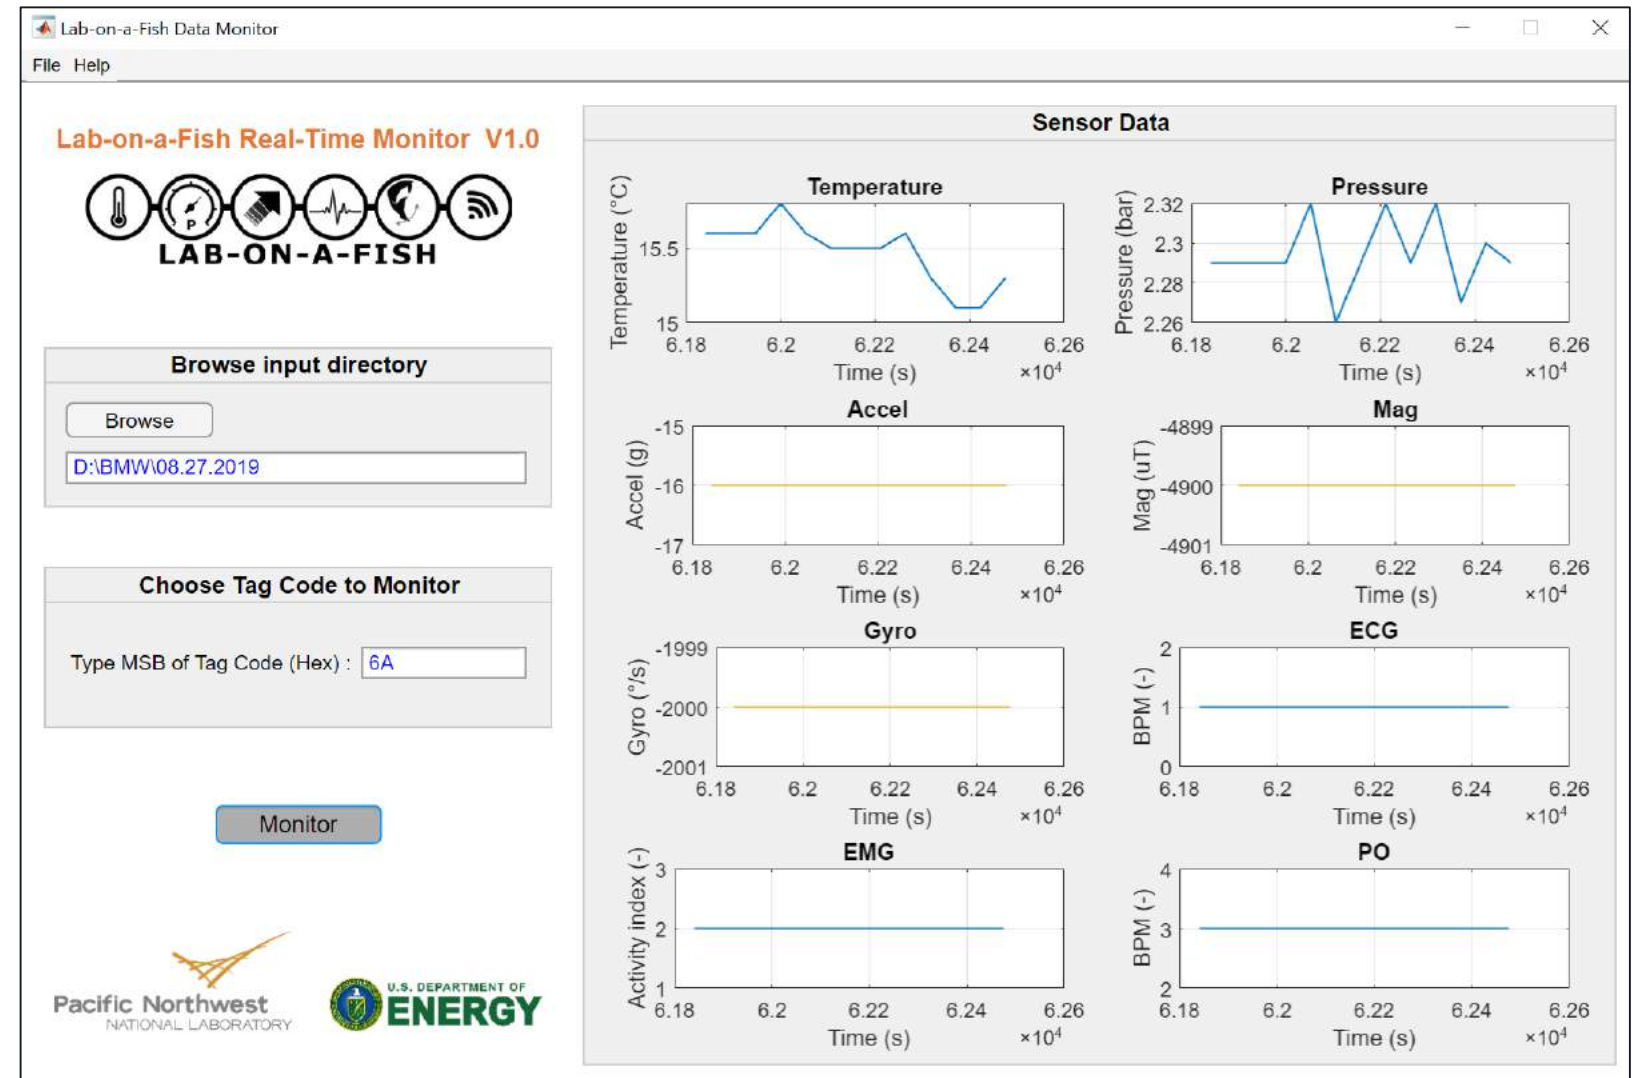 Lab-on-a-Fish Data Monitor
File Help
Lab-on-a-Fish Real-Time Monitor V1.0
P
LAB-ON-A-FISH
Browse input directory
Browse
D:\BMW\08.27.2019
Choose Tag Code to Monitor
Type MSB of Tag Code (Hex) : 6A
Monitor
Pacific Northwest
NATIONAL LABORATORY
U.S. DEPARTMENT OF
ENERGY
Sensor Data
Temperature
Temperature (°C)
15.5
15
6.18 6.2 6.22 6.24 6.26
Time (s) ×10⁴
Pressure
Pressure (bar)
2.32
2.3
2.28
2.26
6.18 6.2 6.22 6.24 6.26
Time (s) ×10⁴
Accel
Accel (g)
-15
-16
-17
6.18 6.2 6.22 6.24 6.26
Time (s) ×10⁴
Mag
Mag (uT)
-4899
-4900
-4901
6.18 6.2 6.22 6.24 6.26
Time (s) ×10⁴
Gyro
Gyro (°/s)
-1999
-2000
-2001
6.18 6.2 6.22 6.24 6.26
Time (s) ×10⁴
ECG
BPM (-)
2
1
0
6.18 6.2 6.22 6.24 6.26
Time (s) ×10⁴
EMG
Activity index (-)
3
2
1
6.18 6.2 6.22 6.24 6.26
Time (s) ×10⁴
PO
BPM (-)
4
3
2
6.18 6.2 6.22 6.24 6.26
Time (s) ×10⁴